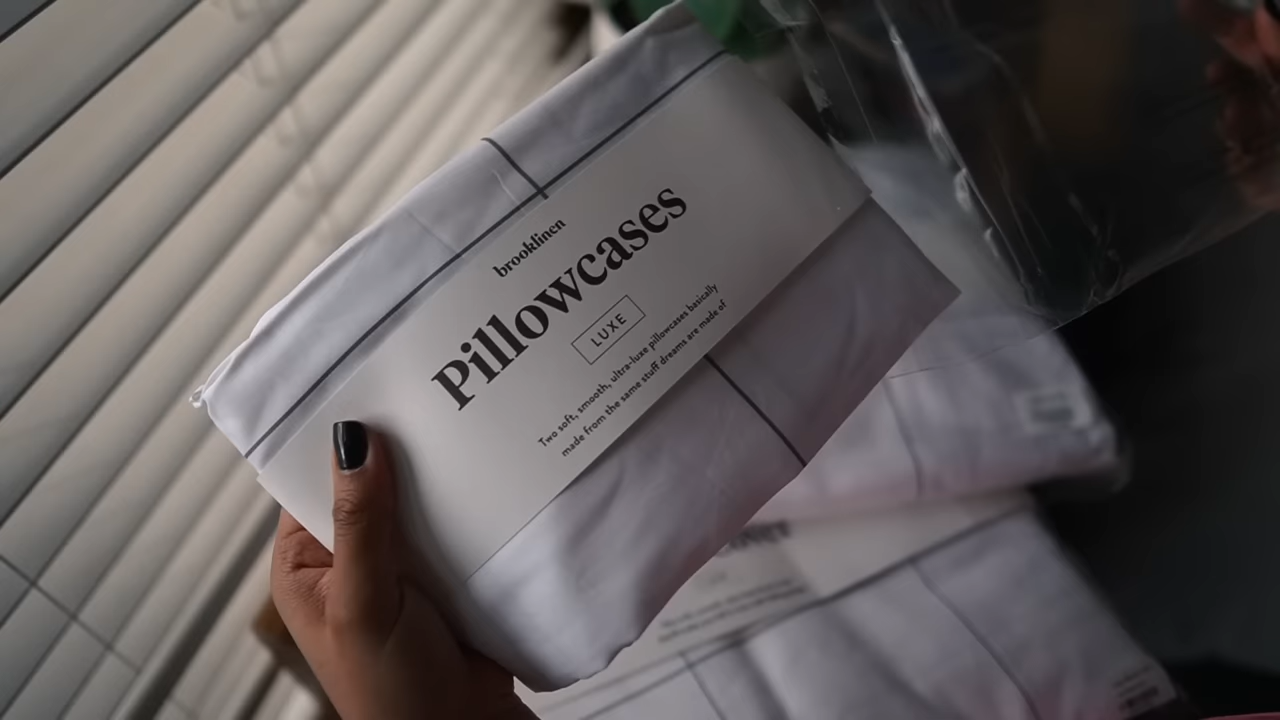 brooklinen
Pillowcases
LUXE
Two soft, smooth, ultra-luxe pillowcases basically
made from the same stuff dreams are made of